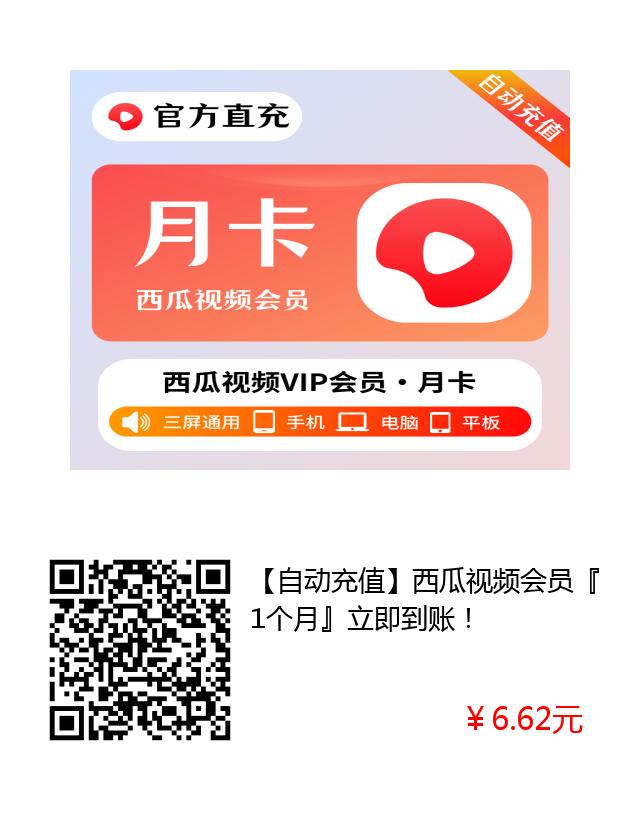 官方直充
自动充值
月卡
西瓜视频会员
西瓜视频VIP会员·月卡
三屏通用 手机 电脑 平板
【自动充值】西瓜视频会员『
1个月』立即到账！
￥6.62元